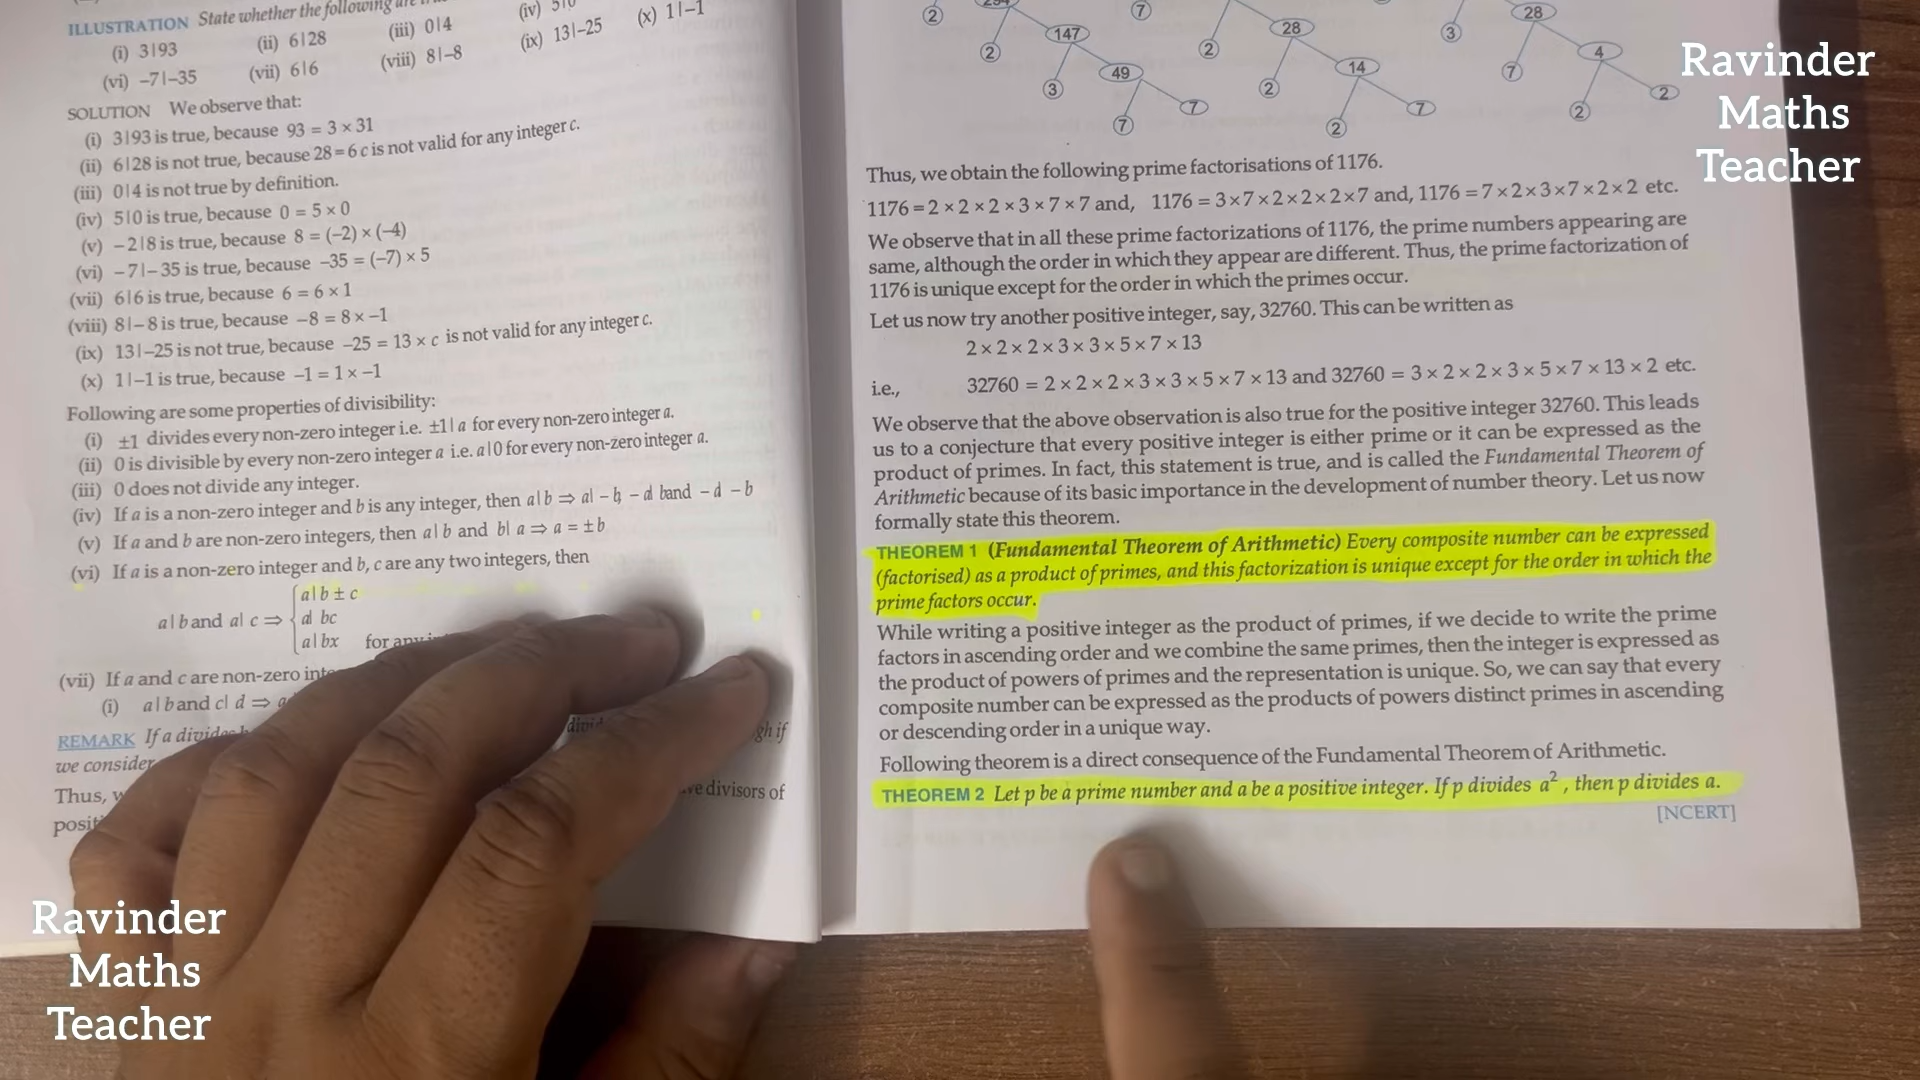 ILLUSTRATION State whether the following are
(i) 3|93 (ii) 6|28 (iii) 0|4 (iv) 5|0
(vi) −7|−35 (vii) 6|6 (viii) 8|−8 (ix) 13|−25 (x) 1|−1
SOLUTION We observe that:
(i) 3|93 is true, because 93 = 3 × 31
(ii) 6|28 is not true, because 28 = 6 c is not valid for any integer c.
(iii) 0|4 is not true by definition.
(iv) 5|0 is true, because 0 = 5 × 0
(v) −2|8 is true, because 8 = (−2) × (−4)
(vi) −7|−35 is true, because −35 = (−7) × 5
(vii) 6|6 is true, because 6 = 6 × 1
(viii) 8|−8 is true, because −8 = 8 × −1
(ix) 13|−25 is not true, because −25 = 13 × c is not valid for any integer c.
(x) 1|−1 is true, because −1 = 1 × −1
Following are some properties of divisibility:
(i) ±1 divides every non-zero integer i.e. ±1|a for every non-zero integer a.
(ii) 0 is divisible by every non-zero integer a i.e. a|0 for every non-zero integer a.
(iii) 0 does not divide any integer.
(iv) If a is a non-zero integer and b is any integer, then a|b ⇒ a|−b, −a| band −a| −b
(v) If a and b are non-zero integers, then a|b and b|a ⇒ a = ±b
(vi) If a is a non-zero integer and b, c are any two integers, then
a|b ± c
a|b and a|c ⇒ a| bc
a|bx for any
(vii) If a and c are non-zero
(i) a|b and c|d ⇒
REMARK If a divides
we consider
gh if
Thus,
divisors of
2 147 7 28 3 28
2 3 49 2 14 7 4
7 7 2 7 2 2
Thus, we obtain the following prime factorisations of 1176.
1176 = 2 × 2 × 2 × 3 × 7 × 7 and, 1176 = 3 × 7 × 2 × 2 × 2 × 7 and, 1176 = 7 × 2 × 3 × 7 × 2 × 2 etc.
We observe that in all these prime factorizations of 1176, the prime numbers appearing are
same, although the order in which they appear are different. Thus, the prime factorization of
1176 is unique except for the order in which the primes occur.
Let us now try another positive integer, say, 32760. This can be written as
2 × 2 × 2 × 3 × 3 × 5 × 7 × 13
i.e., 32760 = 2 × 2 × 2 × 3 × 3 × 5 × 7 × 13 and 32760 = 3 × 2 × 2 × 3 × 5 × 7 × 13 × 2 etc.
We observe that the above observation is also true for the positive integer 32760. This leads
us to a conjecture that every positive integer is either prime or it can be expressed as the
product of primes. In fact, this statement is true, and is called the Fundamental Theorem of
Arithmetic because of its basic importance in the development of number theory. Let us now
formally state this theorem.
THEOREM 1 (Fundamental Theorem of Arithmetic) Every composite number can be expressed
(factorised) as a product of primes, and this factorization is unique except for the order in which the
prime factors occur.
While writing a positive integer as the product of primes, if we decide to write the prime
factors in ascending order and we combine the same primes, then the integer is expressed as
the product of powers of primes and the representation is unique. So, we can say that every
composite number can be expressed as the products of powers distinct primes in ascending
or descending order in a unique way.
Following theorem is a direct consequence of the Fundamental Theorem of Arithmetic.
THEOREM 2 Let p be a prime number and a be a positive integer. If p divides a², then p divides a.
[NCERT]
Ravinder
Maths
Teacher
Ravinder
Maths
Teacher